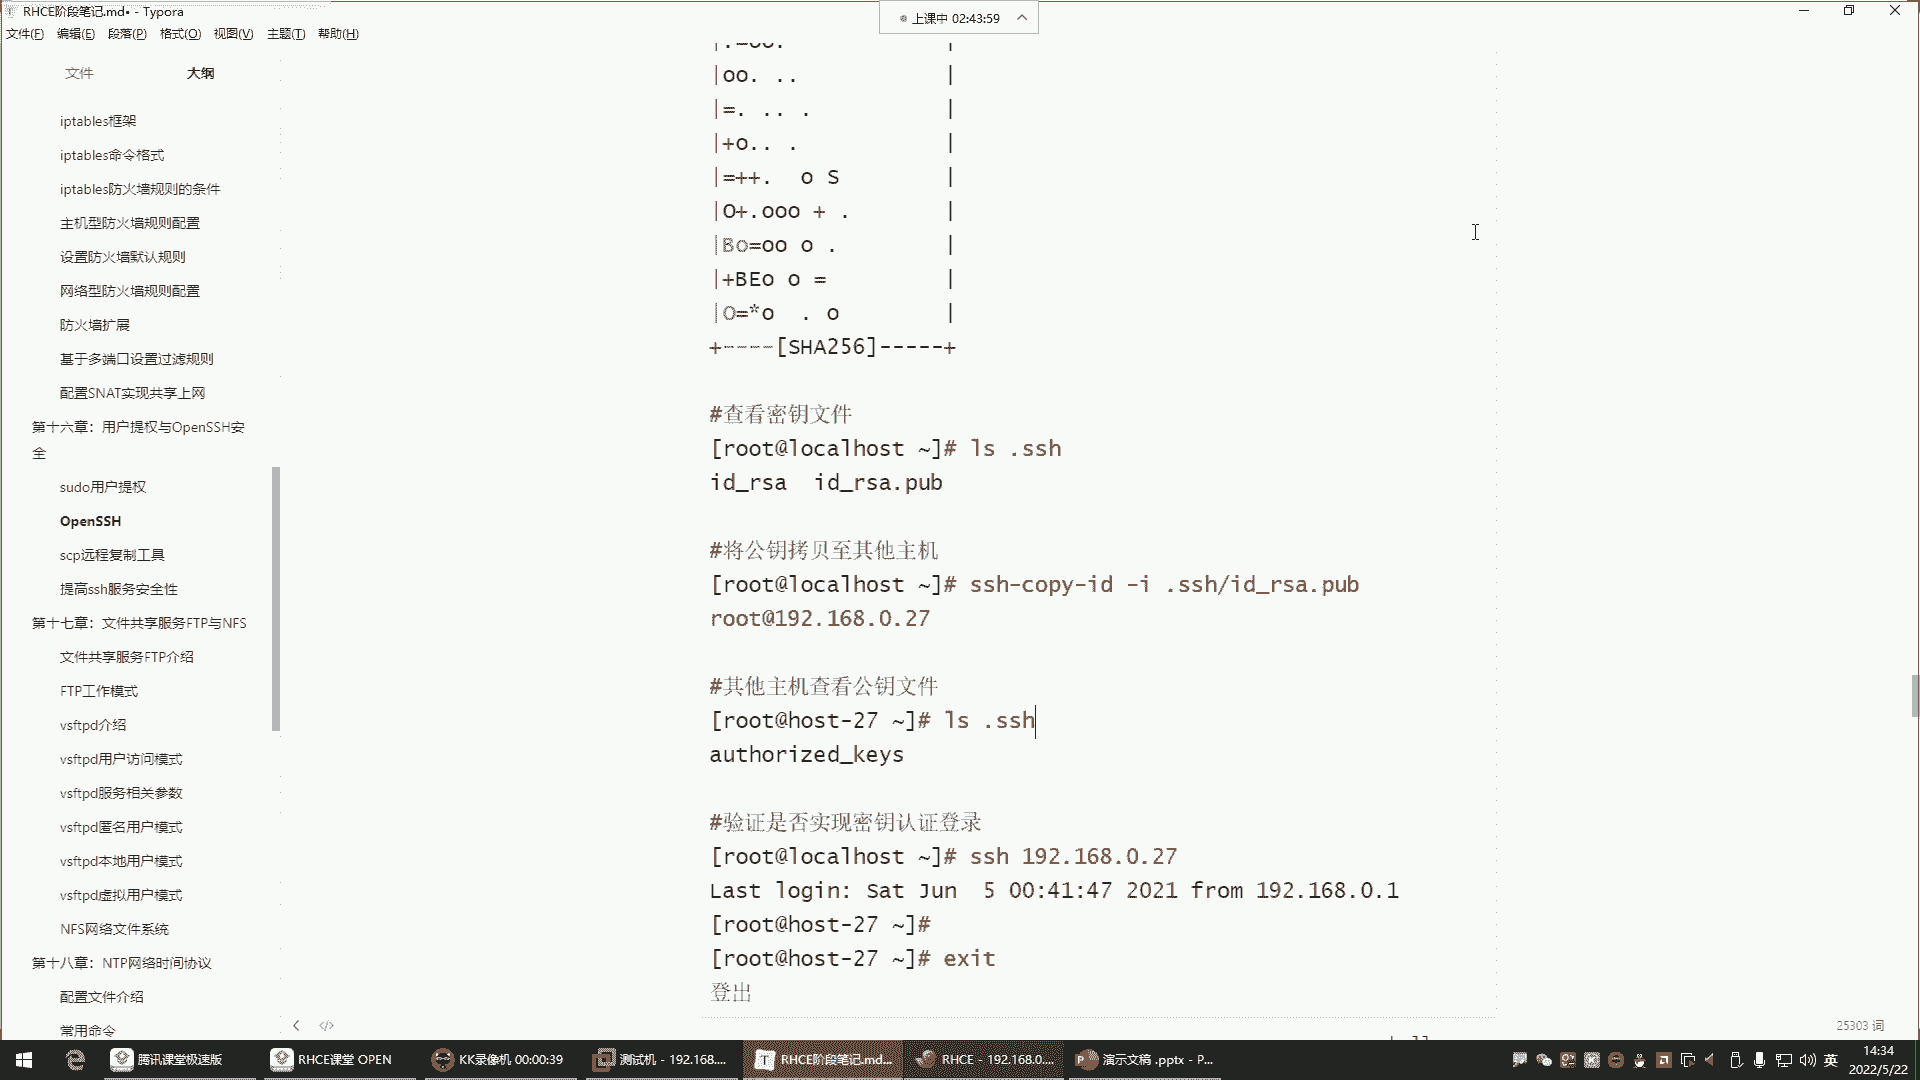 RHCE阶段笔记.md• - Typora
上课中 02:43:59
文件(F) 编辑(E) 段落(P) 格式(O) 视图(V) 主题(T) 帮助(H)
文件 大纲
iptables框架
iptables命令格式
iptables防火墙规则的条件
主机型防火墙规则配置
设置防火墙默认规则
网络型防火墙规则配置
防火墙扩展
基于多端口设置过滤规则
配置SNAT实现共享上网
第十六章：用户提权与OpenSSH安
全
sudo用户提权
OpenSSH
scp远程复制工具
提高ssh服务安全性
第十七章：文件共享服务FTP与NFS
文件共享服务FTP介绍
FTP工作模式
vsftpd介绍
vsftpd用户访问模式
vsftpd服务相关参数
vsftpd匿名用户模式
vsftpd本地用户模式
vsftpd虚拟用户模式
NFS网络文件系统
第十八章：NTP网络时间协议
配置文件介绍
常用命令
|.=oo. |
|oo. .. |
|=. .. . |
|+o.. . |
|=++.  o S |
|O+.ooo + . |
|Bo=oo o . |
|+BEo o = |
|O=*o  . o |
+----[SHA256]-----+
#查看密钥文件
[root@localhost ~]# ls .ssh
id_rsa  id_rsa.pub
#将公钥拷贝至其他主机
[root@localhost ~]# ssh-copy-id -i .ssh/id_rsa.pub
root@192.168.0.27
#其他主机查看公钥文件
[root@host-27 ~]# ls .ssh
authorized_keys
#验证是否实现密钥认证登录
[root@localhost ~]# ssh 192.168.0.27
Last login: Sat Jun  5 00:41:47 2021 from 192.168.0.1
[root@host-27 ~]#
[root@host-27 ~]# exit
登出
25303 词
腾讯课堂极速版 RHCE课堂 OPEN KK录像机 00:00:39 测试机 - 192.168.... RHCE阶段笔记.md... RHCE - 192.168.0.... 演示文稿 .pptx - P... 英 14:34
2022/5/22